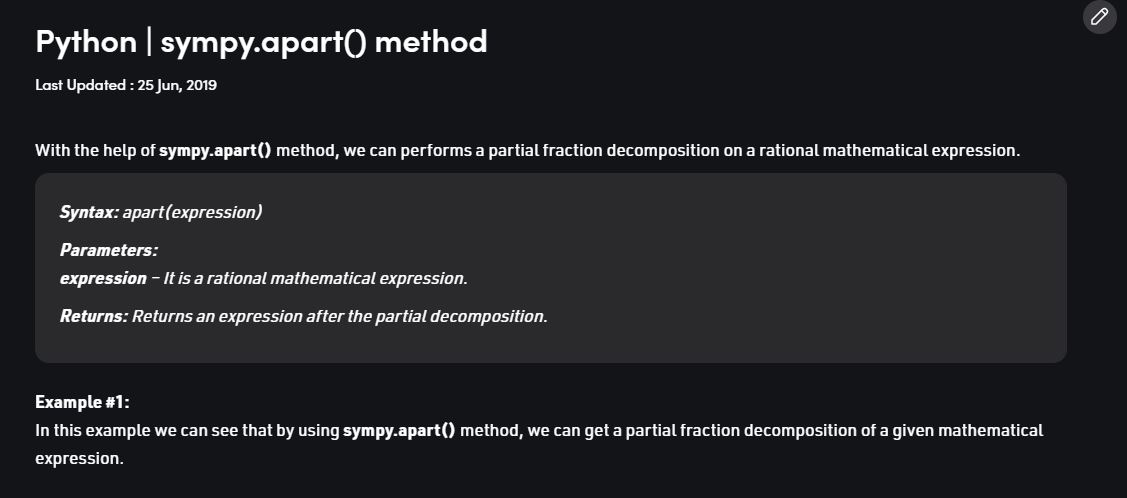 Python | sympy.apart() method
Last Updated : 25 Jun, 2019
With the help of sympy.apart() method, we can performs a partial fraction decomposition on a rational mathematical expression.
Syntax: apart(expression)
Parameters:
expression – It is a rational mathematical expression.
Returns: Returns an expression after the partial decomposition.
Example #1:
In this example we can see that by using sympy.apart() method, we can get a partial fraction decomposition of a given mathematical
expression.